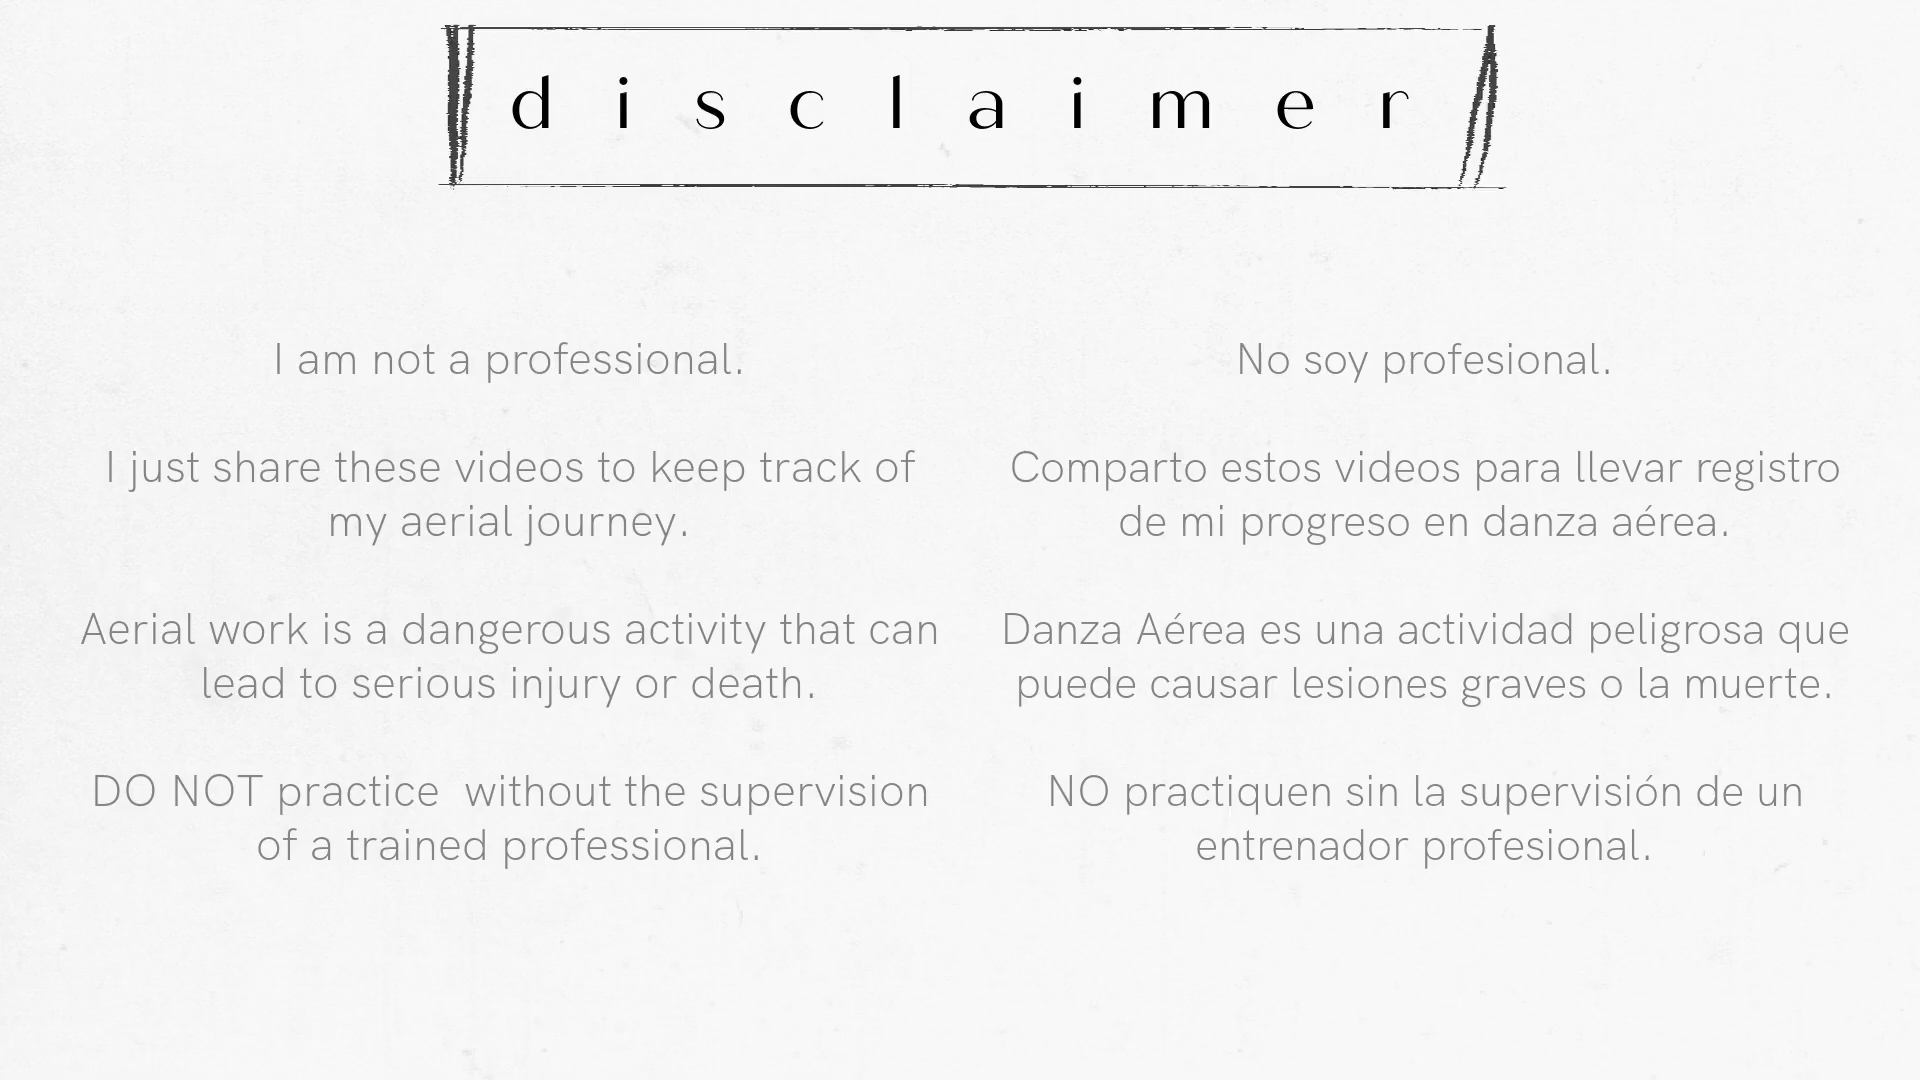 disclaimer
I am not a professional.
I just share these videos to keep track of
my aerial journey.
Aerial work is a dangerous activity that can
lead to serious injury or death.
DO NOT practice  without the supervision
of a trained professional.
No soy profesional.
Comparto estos videos para llevar registro
de mi progreso en danza aérea.
Danza Aérea es una actividad peligrosa que
puede causar lesiones graves o la muerte.
NO practiquen sin la supervisión de un
entrenador profesional.